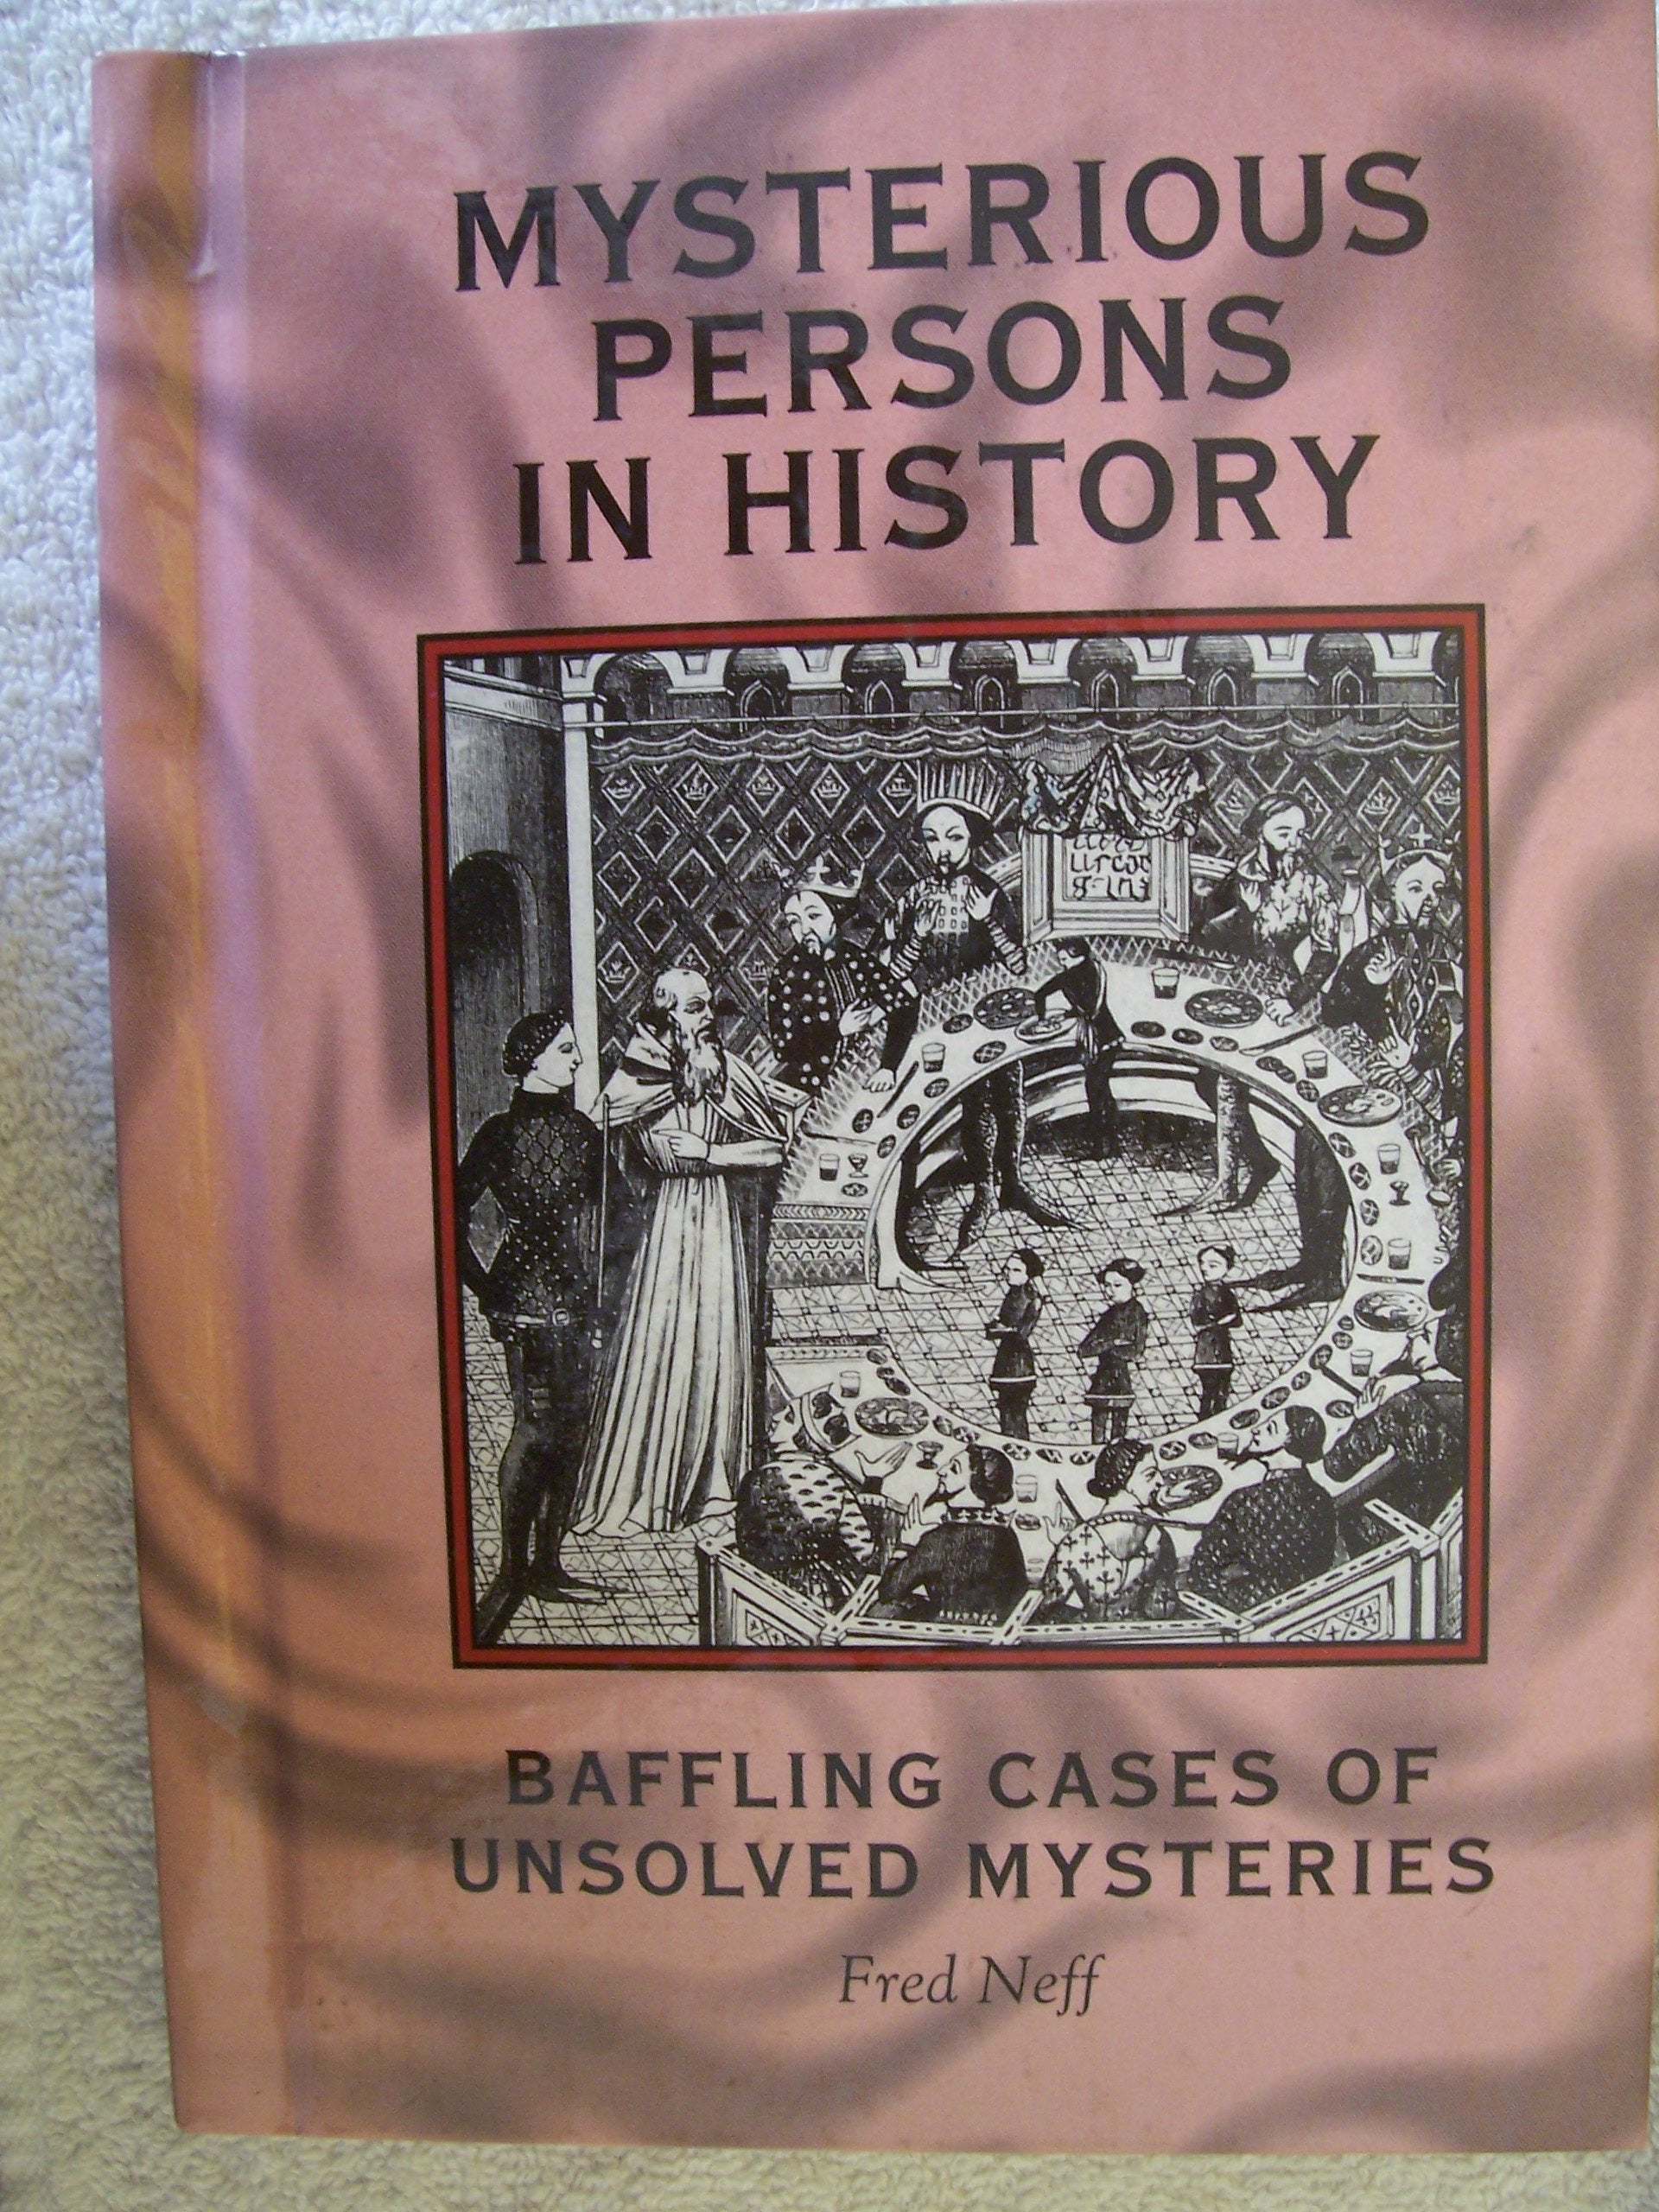 MYSTERIOUS
PERSONS
IN HISTORY
BAFFLING CASES OF
UNSOLVED MYSTERIES
Fred Neff